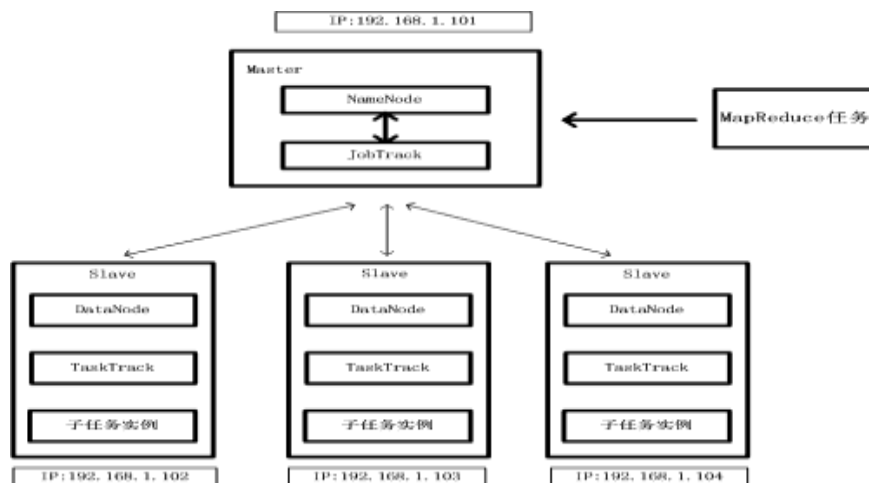 IP:192.168.1.101
Master
NameNode
JobTrack
MapReduce任务
Slave
DataNode
TaskTrack
子任务实例
IP:192.168.1.102
Slave
DataNode
TaskTrack
子任务实例
IP:192.168.1.103
Slave
DataNode
TaskTrack
子任务实例
IP:192.168.1.104